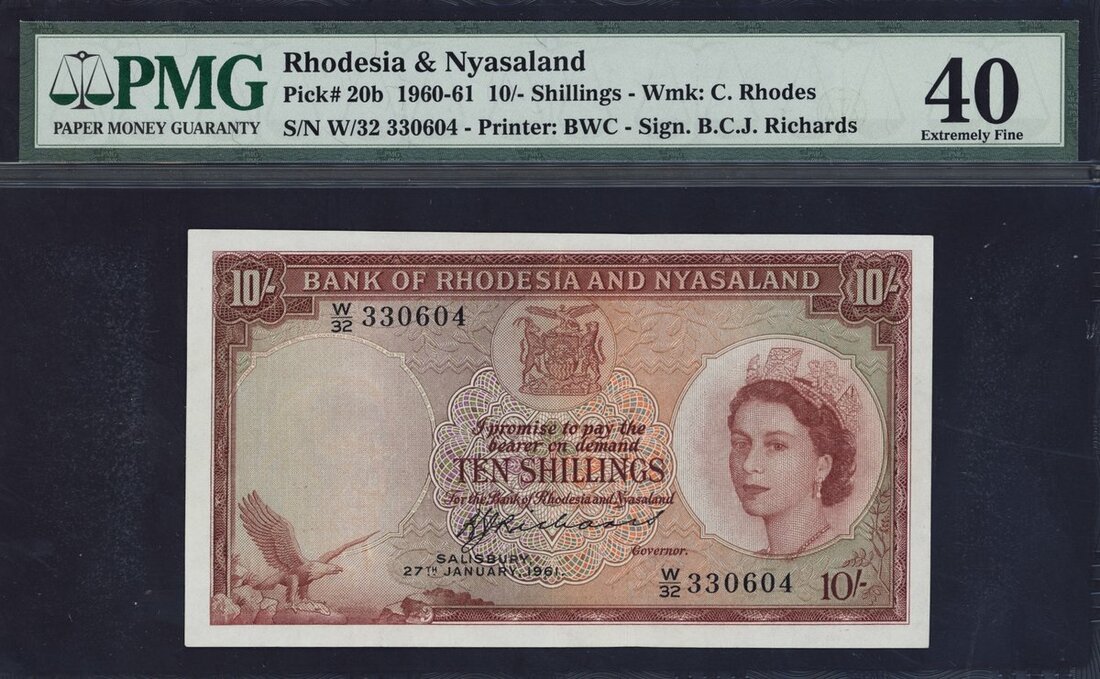 PMG
PAPER MONEY GUARANTY
Rhodesia & Nyasaland
Pick# 20b 1960-61 10/- Shillings - Wmk: C. Rhodes
S/N W/32 330604 - Printer: BWC - Sign. B.C.J. Richards
40
Extremely Fine
10/- BANK OF RHODESIA AND NYASALAND 10/-
W/32 330604
I promise to pay the
bearer on demand
TEN SHILLINGS
For the Bank of Rhodesia and Nyasaland
BCJRichards
Governor.
SALISBURY,
27TH JANUARY, 1961.
W/32 330604 10/-